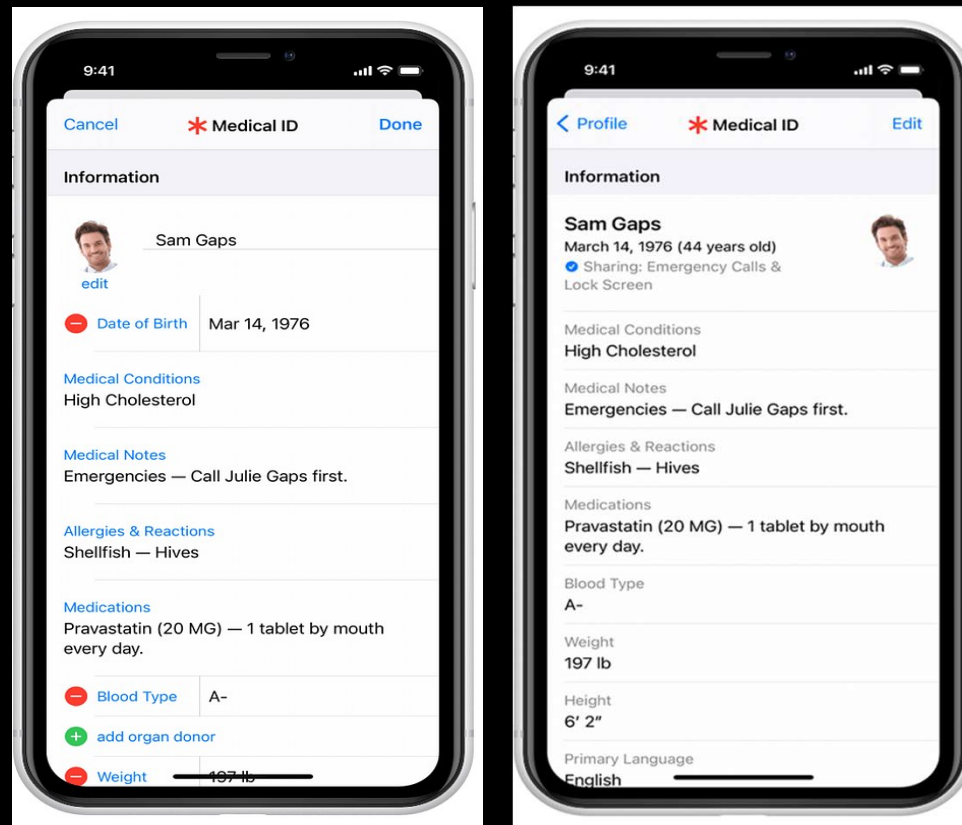 9:41
Cancel
Medical ID
Done
Information
Sam Gaps
edit
Date of Birth
Mar 14, 1976
Medical Conditions
High Cholesterol
Medical Notes
Emergencies — Call Julie Gaps first.
Allergies & Reactions
Shellfish — Hives
Medications
Pravastatin (20 MG) — 1 tablet by mouth
every day.
Blood Type
A-
add organ donor
Weight
197 lb
9:41
Profile
Medical ID
Edit
Information
Sam Gaps
March 14, 1976 (44 years old)
Sharing: Emergency Calls &
Lock Screen
Medical Conditions
High Cholesterol
Medical Notes
Emergencies — Call Julie Gaps first.
Allergies & Reactions
Shellfish — Hives
Medications
Pravastatin (20 MG) — 1 tablet by mouth
every day.
Blood Type
A-
Weight
197 lb
Height
6' 2"
Primary Language
English